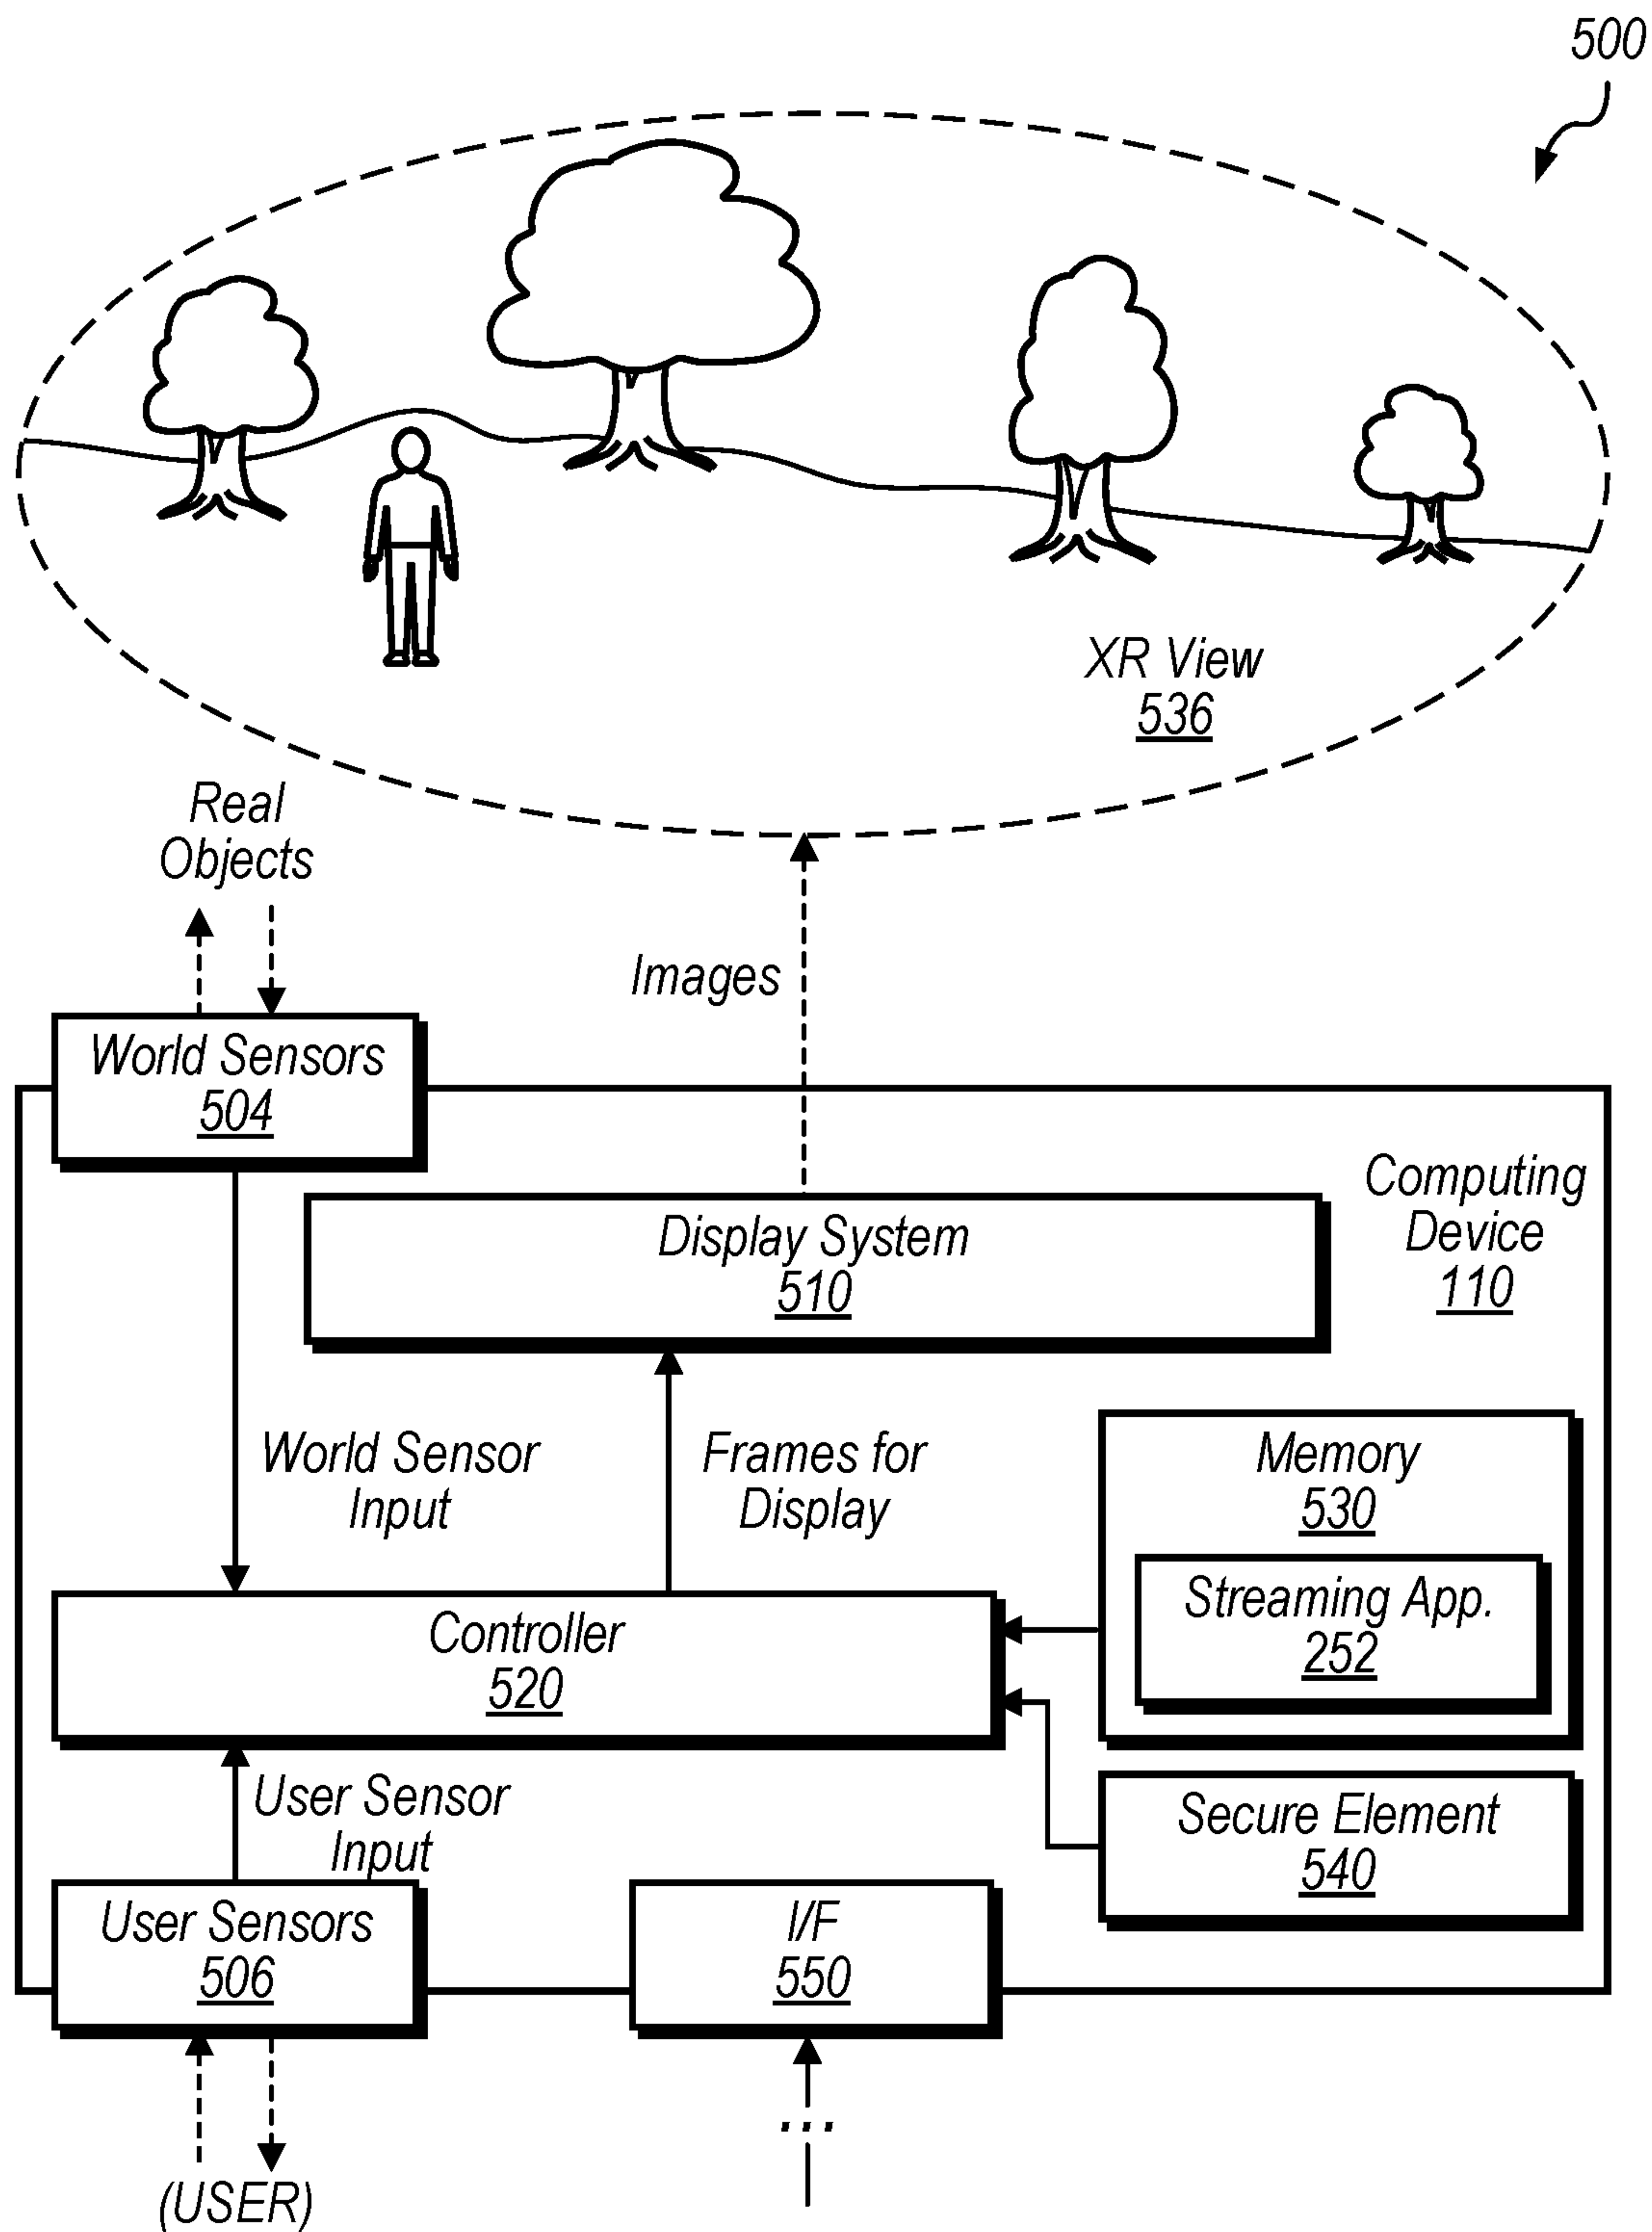 500
XR View
536
Real
Objects
Images
World Sensors
504
Computing
Device
110
Display System
510
World Sensor
Input
Frames for
Display
Memory
530
Streaming App.
252
Controller
520
User Sensor
Input
Secure Element
540
User Sensors
506
I/F
550
...
(USER)